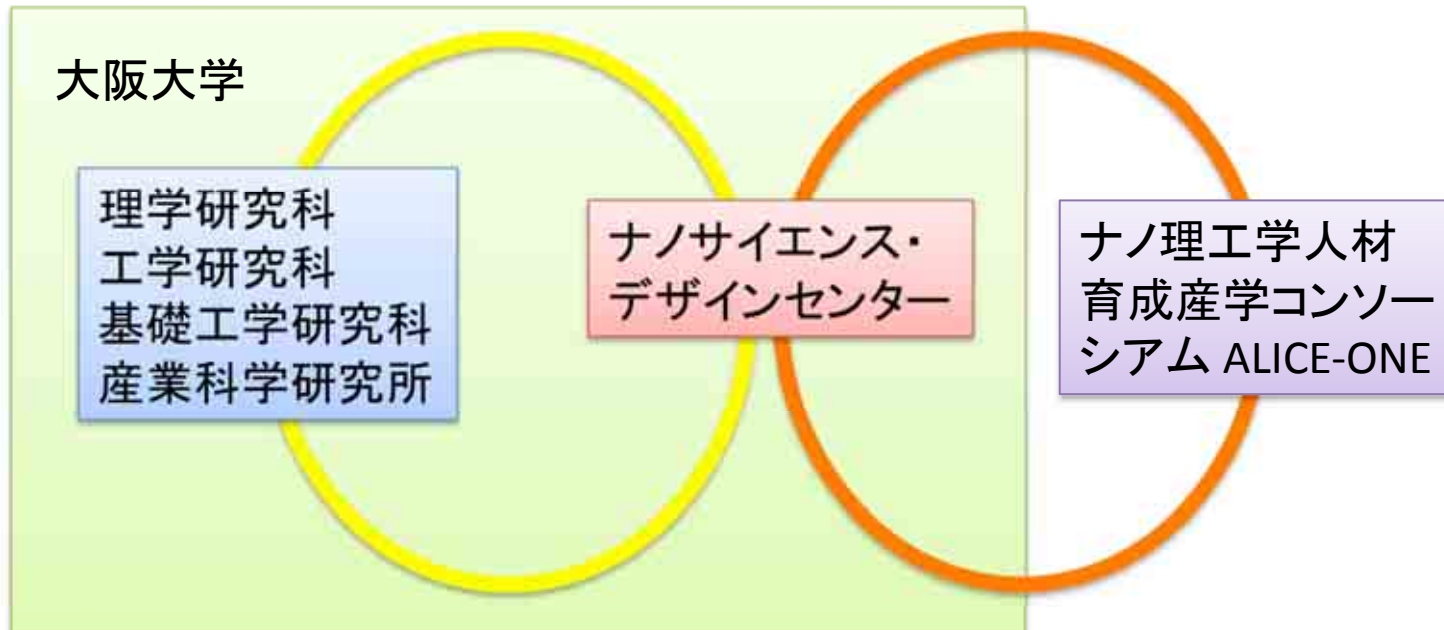 大阪大学
理学研究科
工学研究科
基礎工学研究科
産業科学研究所
ナノサイエンス・
デザインセンター
ナノ理工学人材
育成産学コンソー
シアム ALICE-ONE